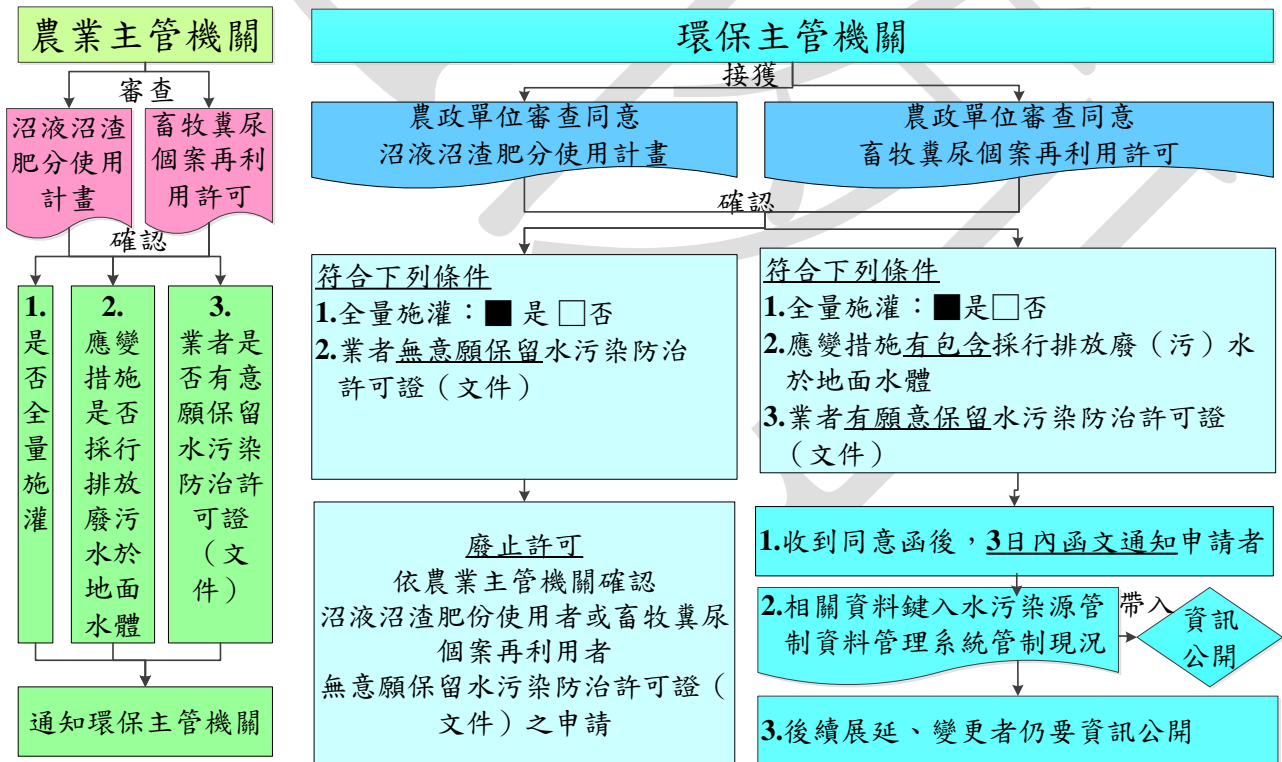 農業主管機關
審查
沼液沼渣
肥分使用
計畫
畜牧糞尿
個案再利
用許可
確認
1.
是
否
全
量
施
灌
2.
應變
措施
是否
採行
排放
廢污
水於
地面
水體
3.
業者是
否有意
願保留
水污染
防治許
可證
（文
件）
通知環保主管機關
環保主管機關
接獲
農政單位審查同意
沼液沼渣肥分使用計畫
農政單位審查同意
畜牧糞尿個案再利用許可
確認
符合下列條件
1.全量施灌：■ 是 □否
2.業者無意願保留水污染防治
許可證（文件）
廢止許可
依農業主管機關確認
沼液沼渣肥份使用者或畜牧糞尿
個案再利用者
無意願保留水污染防治許可證（
文件）之申請
符合下列條件
1.全量施灌：■是□否
2.應變措施有包含採行排放廢（污）水
於地面水體
3.業者有願意保留水污染防治許可證
（文件）
1.收到同意函後，3日內函文通知申請者
2.相關資料鍵入水污染源管
制資料管理系統管制現況
帶入
資訊
公開
3.後續展延、變更者仍要資訊公開